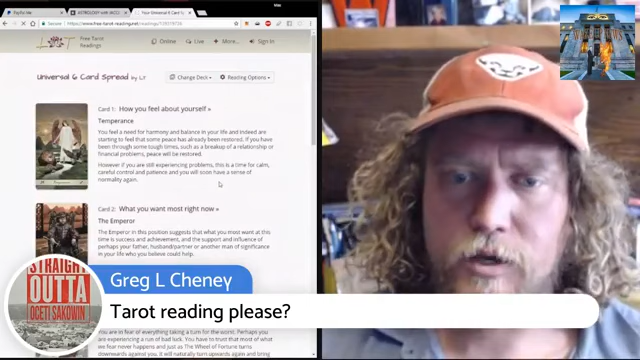 Your Universal 6 Card
Free Tarot
Readings
Online
Live
More...
Sign In
Universal 6 Card Spread by LT
Change Deck
Reading Options
Card 1: How you feel about yourself »
Temperance
You feel a need for harmony and balance in your life and indeed are
starting to feel that some peace has already been restored. If you have
been through some tough times, such as a breakup of a relationship or
financial problems, peace will be restored.
However if you are still experiencing problems, this is a time for calm,
careful control and patience and you will soon have a sense of
normality again.
Card 2: What you want most right now »
The Emperor
The Emperor in this position suggests that what you most want at this
time is success and achievement, and the support and influence of
perhaps your father, husband/partner or another man of significance
in your life who you believe could help.
STRAIGHT
OUTTA
OCETI SAKOWIN
Greg L Cheney
Tarot reading please?
You are in fear of everything taking a turn for the worse. Perhaps you
are experiencing a run of bad luck. You have to trust that most of what
we fear never happens and just as The Wheel of Fortune turns
downwards against you. It will naturally turn upwards again and bring